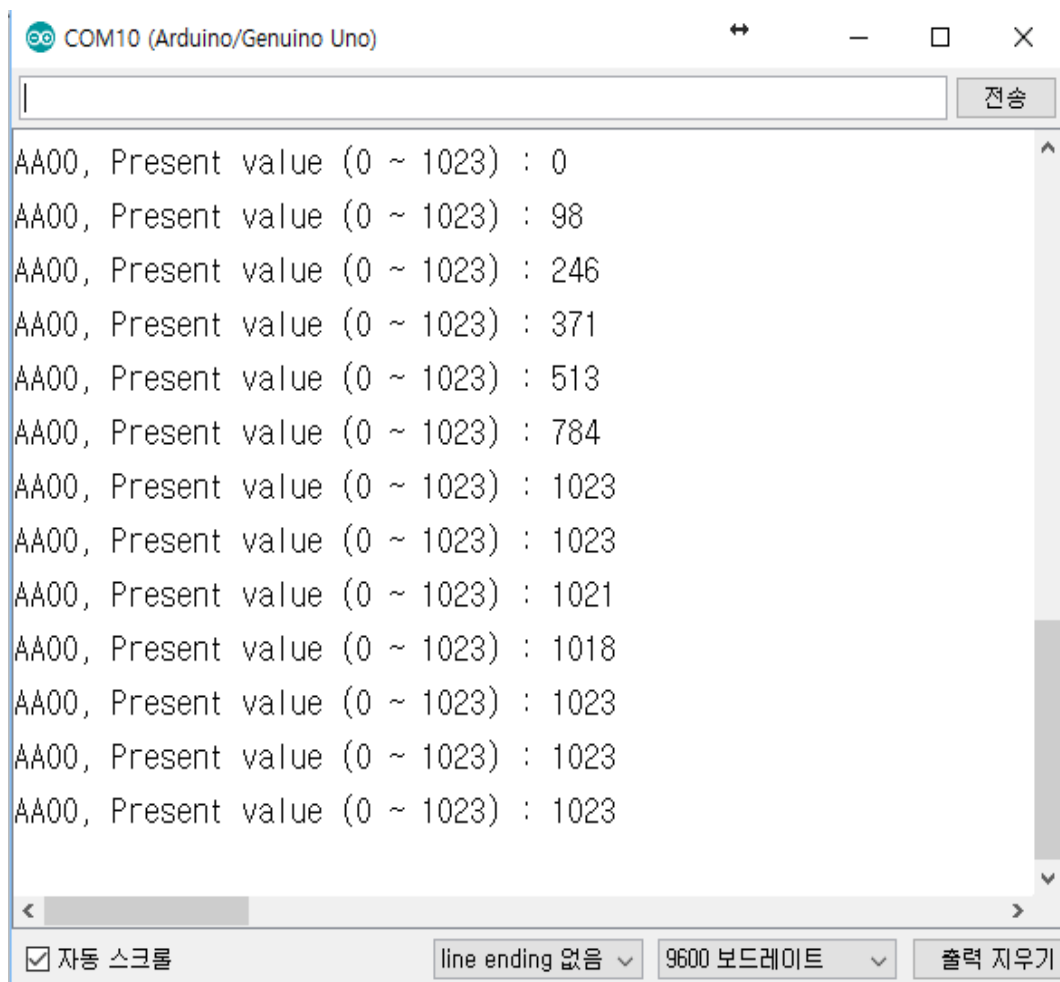 COM10 (Arduino/Genuino Uno)
전송
AA00, Present value (0 ~ 1023) : 0
AA00, Present value (0 ~ 1023) : 98
AA00, Present value (0 ~ 1023) : 246
AA00, Present value (0 ~ 1023) : 371
AA00, Present value (0 ~ 1023) : 513
AA00, Present value (0 ~ 1023) : 784
AA00, Present value (0 ~ 1023) : 1023
AA00, Present value (0 ~ 1023) : 1023
AA00, Present value (0 ~ 1023) : 1021
AA00, Present value (0 ~ 1023) : 1018
AA00, Present value (0 ~ 1023) : 1023
AA00, Present value (0 ~ 1023) : 1023
AA00, Present value (0 ~ 1023) : 1023
자동 스크롤 line ending 없음 9600 보드레이트 출력 지우기